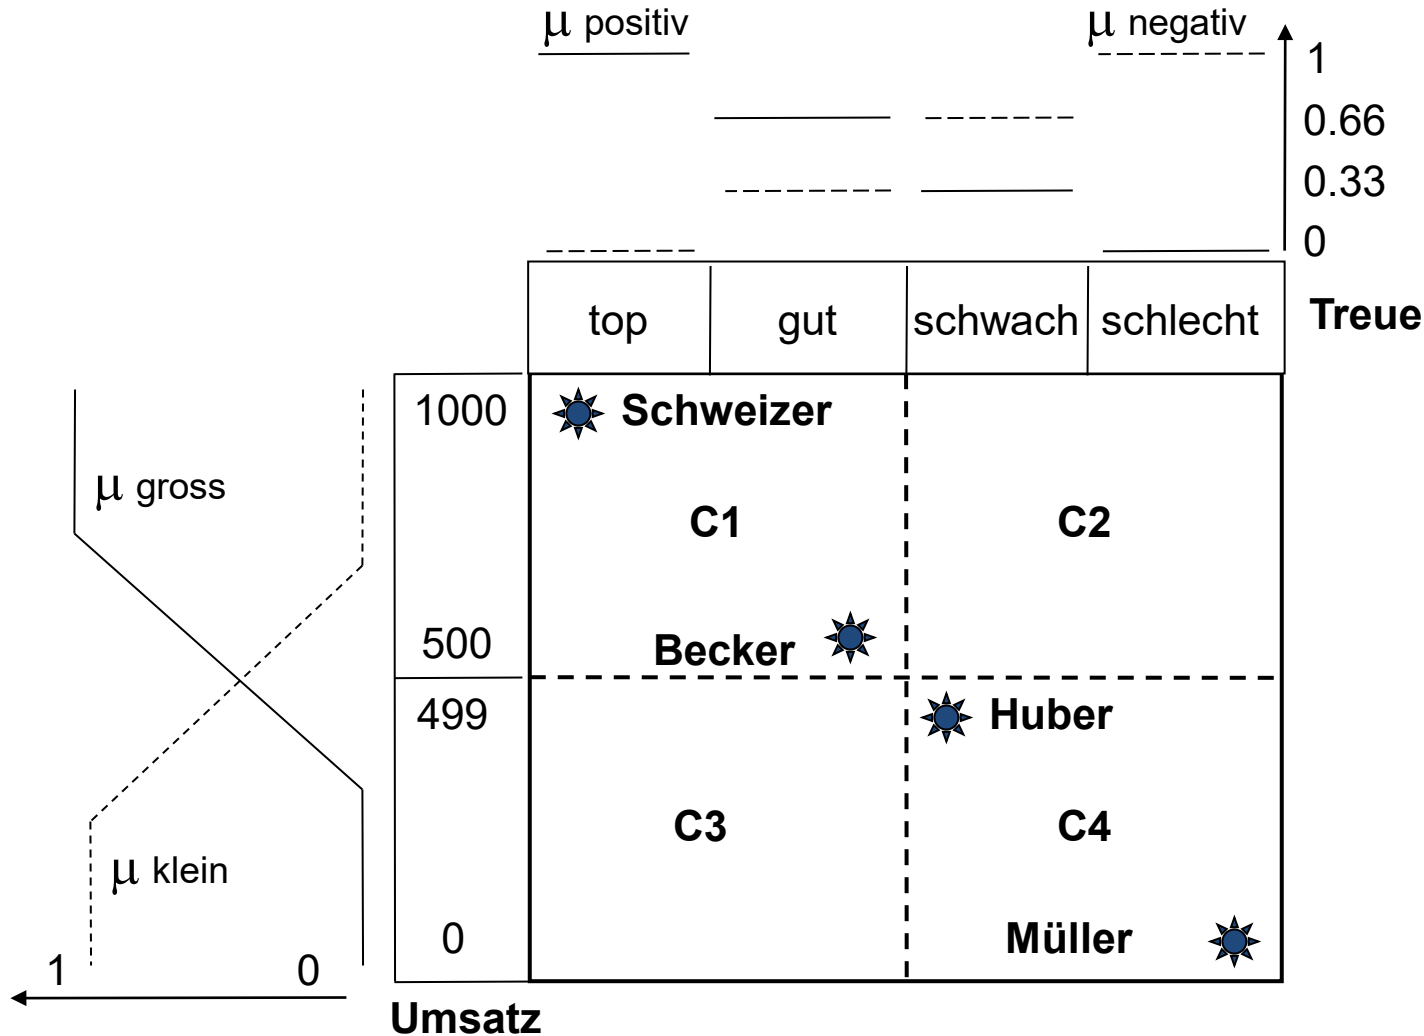 μ positiv
μ negativ
1
0.66
0.33
0
top
gut
schwach
schlecht
Treue
1000
Schweizer
μ gross
C1
C2
500
Becker
499
Huber
C3
C4
μ klein
0
Müller
1
0
Umsatz